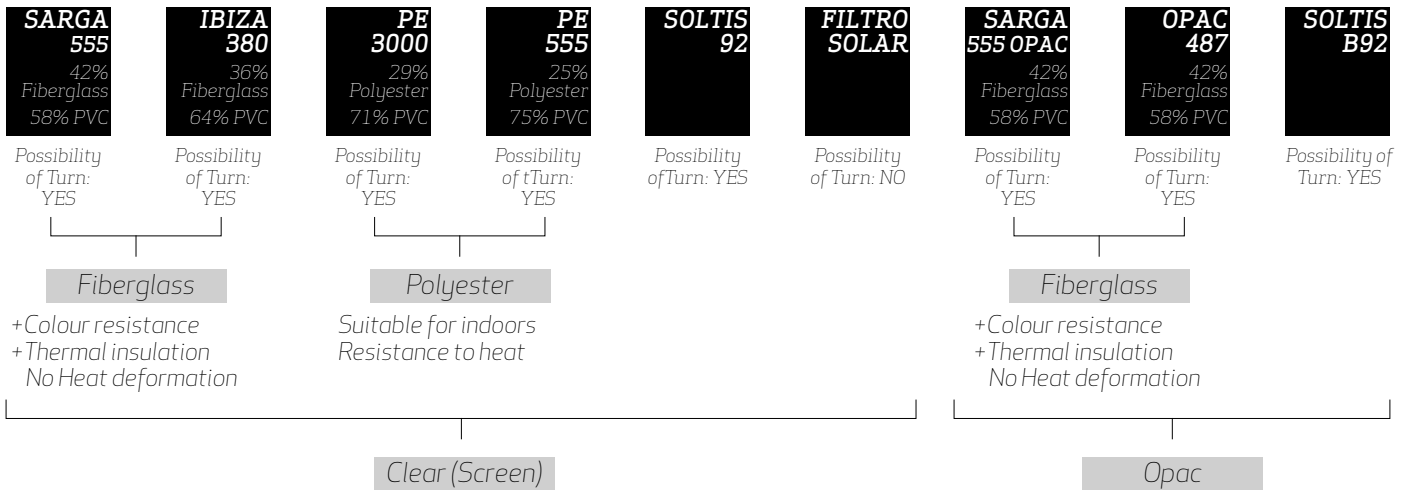 SARGA
555
42%
Fiberglass
58% PVC
Possibility
of Turn:
YES
IBIZA
380
36%
Fiberglass
64% PVC
Possibility
of Turn:
YES
PE
3000
29%
Polyester
71% PVC
Possibility
of Turn:
YES
PE
555
25%
Polyester
75% PVC
Possibility
of tTurn:
YES
SOLTIS
92
Possibility
ofTurn: YES
FILTRO
SOLAR
Possibility
of Turn: NO
SARGA
555 OPAC
42%
Fiberglass
58% PVC
Possibility
of Turn:
YES
OPAC
487
42%
Fiberglass
58% PVC
Possibility
of Turn:
YES
SOLTIS
B92
Possibility of
Turn: YES
Fiberglass
+Colour resistance
+Thermal insulation
No Heat deformation
Polyester
Suitable for indoors
Resistance to heat
Fiberglass
+Colour resistance
+Thermal insulation
No Heat deformation
Clear (Screen)
Opac